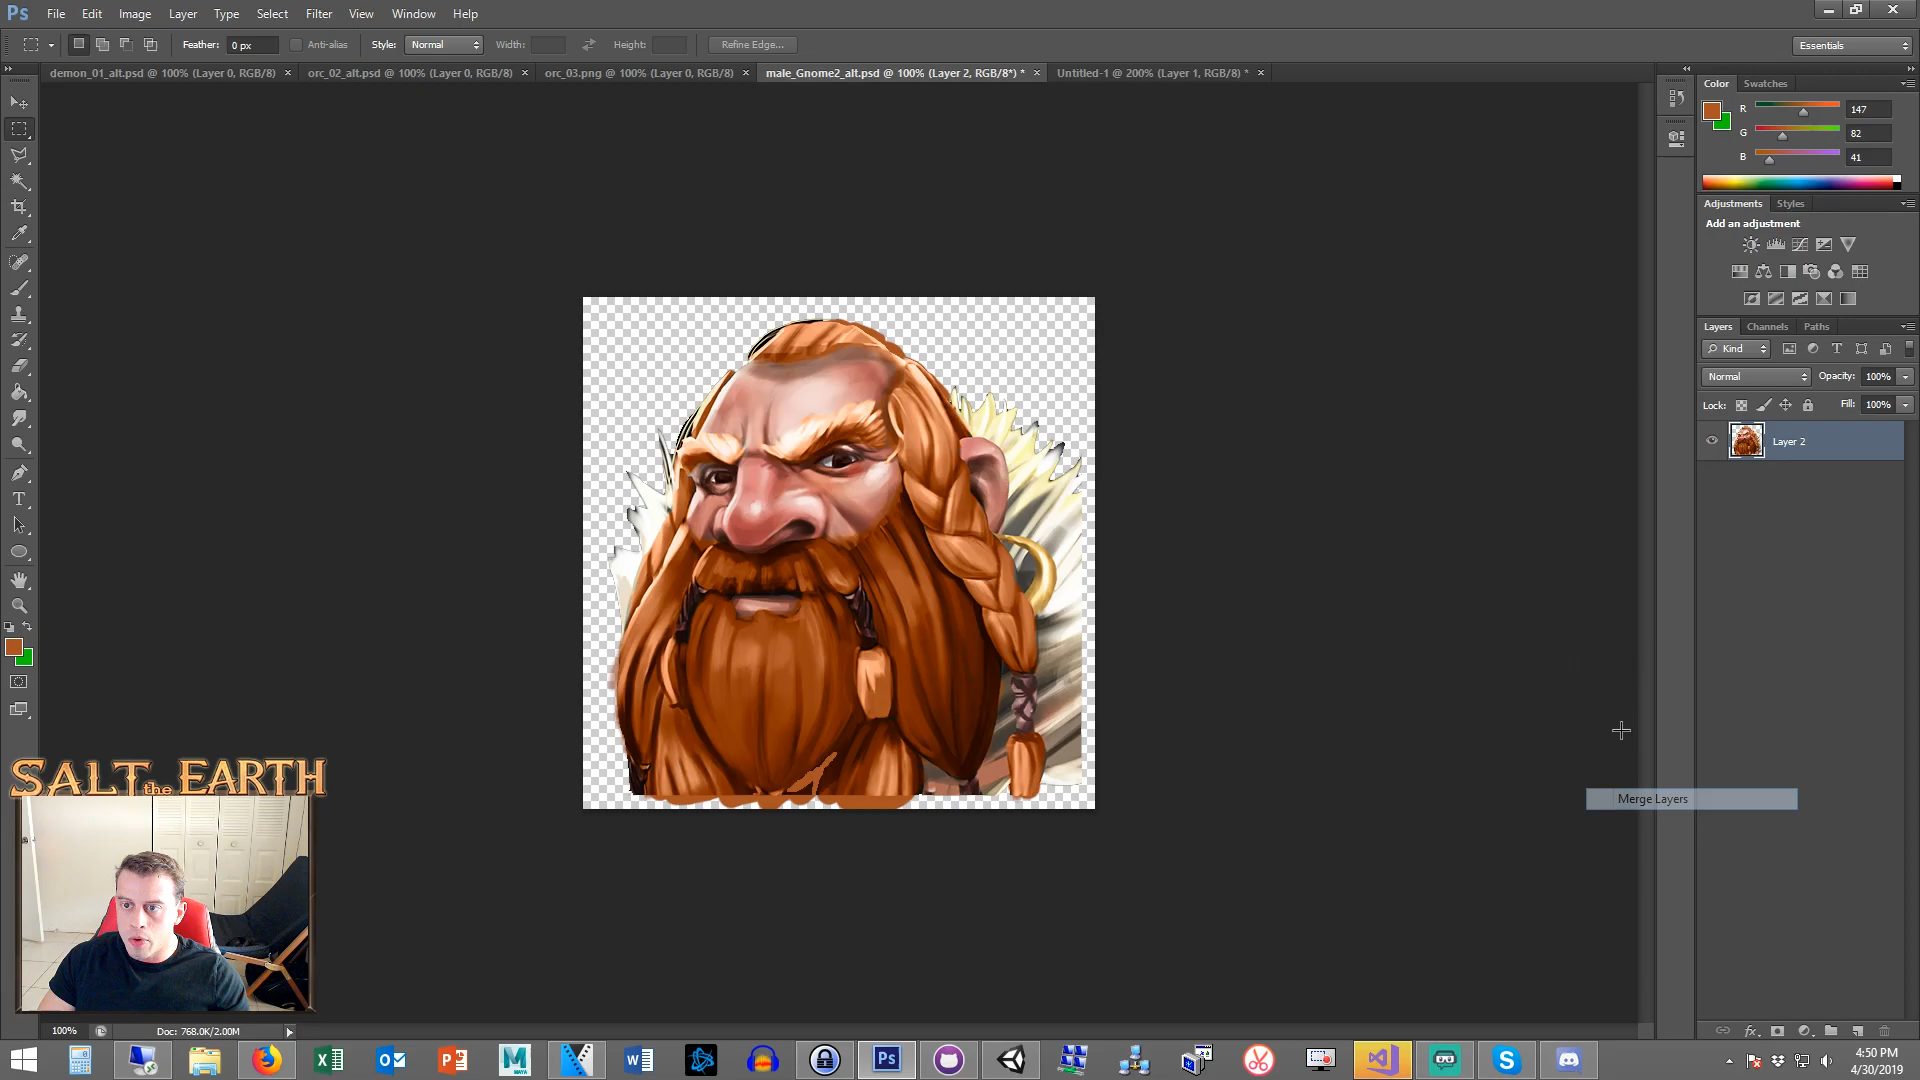 Ps File Edit Image Layer Type Select Filter View Window Help
Feather: 0 px Anti-alias Style: Normal Width: Height: Refine Edge... Essentials
demon_01_alt.psd @ 100% (Layer 0, RGB/8) orc_02_alt.psd @ 100% (Layer 0, RGB/8) orc_03.png @ 100% (Layer 0, RGB/8) male_Gnome2_alt.psd @ 100% (Layer 2, RGB/8*) * Untitled-1 @ 200% (Layer 1, RGB/8) *
Color Swatches
R 147
G 82
B 41
Adjustments Styles
Add an adjustment
Layers Channels Paths
Kind
Normal Opacity: 100%
Lock: Fill: 100%
Layer 2
Merge Layers
SALT the EARTH
100% Doc: 768.0K/2.00M
4:50 PM
4/30/2019